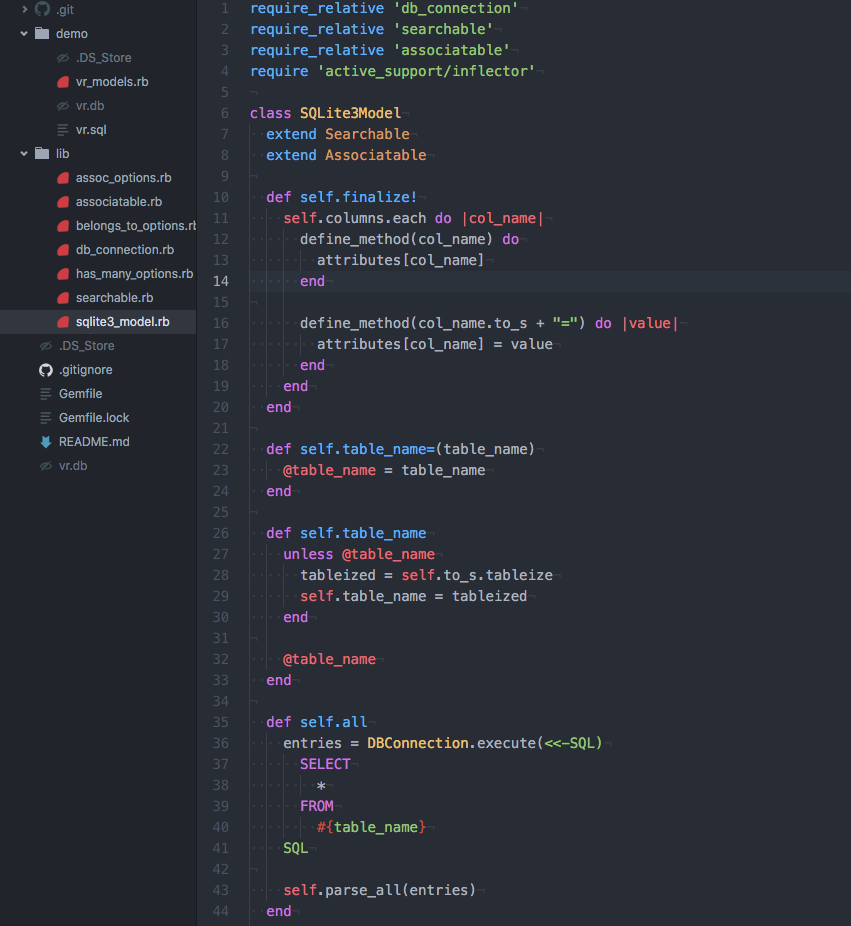 .git
demo
.DS_Store
vr_models.rb
vr.db
vr.sql
lib
assoc_options.rb
associatable.rb
belongs_to_options.rb
db_connection.rb
has_many_options.rb
searchable.rb
sqlite3_model.rb
.DS_Store
.gitignore
Gemfile
Gemfile.lock
README.md
vr.db
1 require_relative 'db_connection'
2 require_relative 'searchable'
3 require_relative 'associatable'
4 require 'active_support/inflector'
5
6 class SQLite3Model
7   extend Searchable
8   extend Associatable
9
10   def self.finalize!
11     self.columns.each do |col_name|
12       define_method(col_name) do
13         attributes[col_name]
14       end
15
16       define_method(col_name.to_s + "=") do |value|
17         attributes[col_name] = value
18       end
19     end
20   end
21
22   def self.table_name=(table_name)
23     @table_name = table_name
24   end
25
26   def self.table_name
27     unless @table_name
28       tableized = self.to_s.tableize
29       self.table_name = tableized
30     end
31
32     @table_name
33   end
34
35   def self.all
36     entries = DBConnection.execute(<<-SQL)
37       SELECT
38         *
39       FROM
40         #{table_name}
41     SQL
42
43     self.parse_all(entries)
44   end